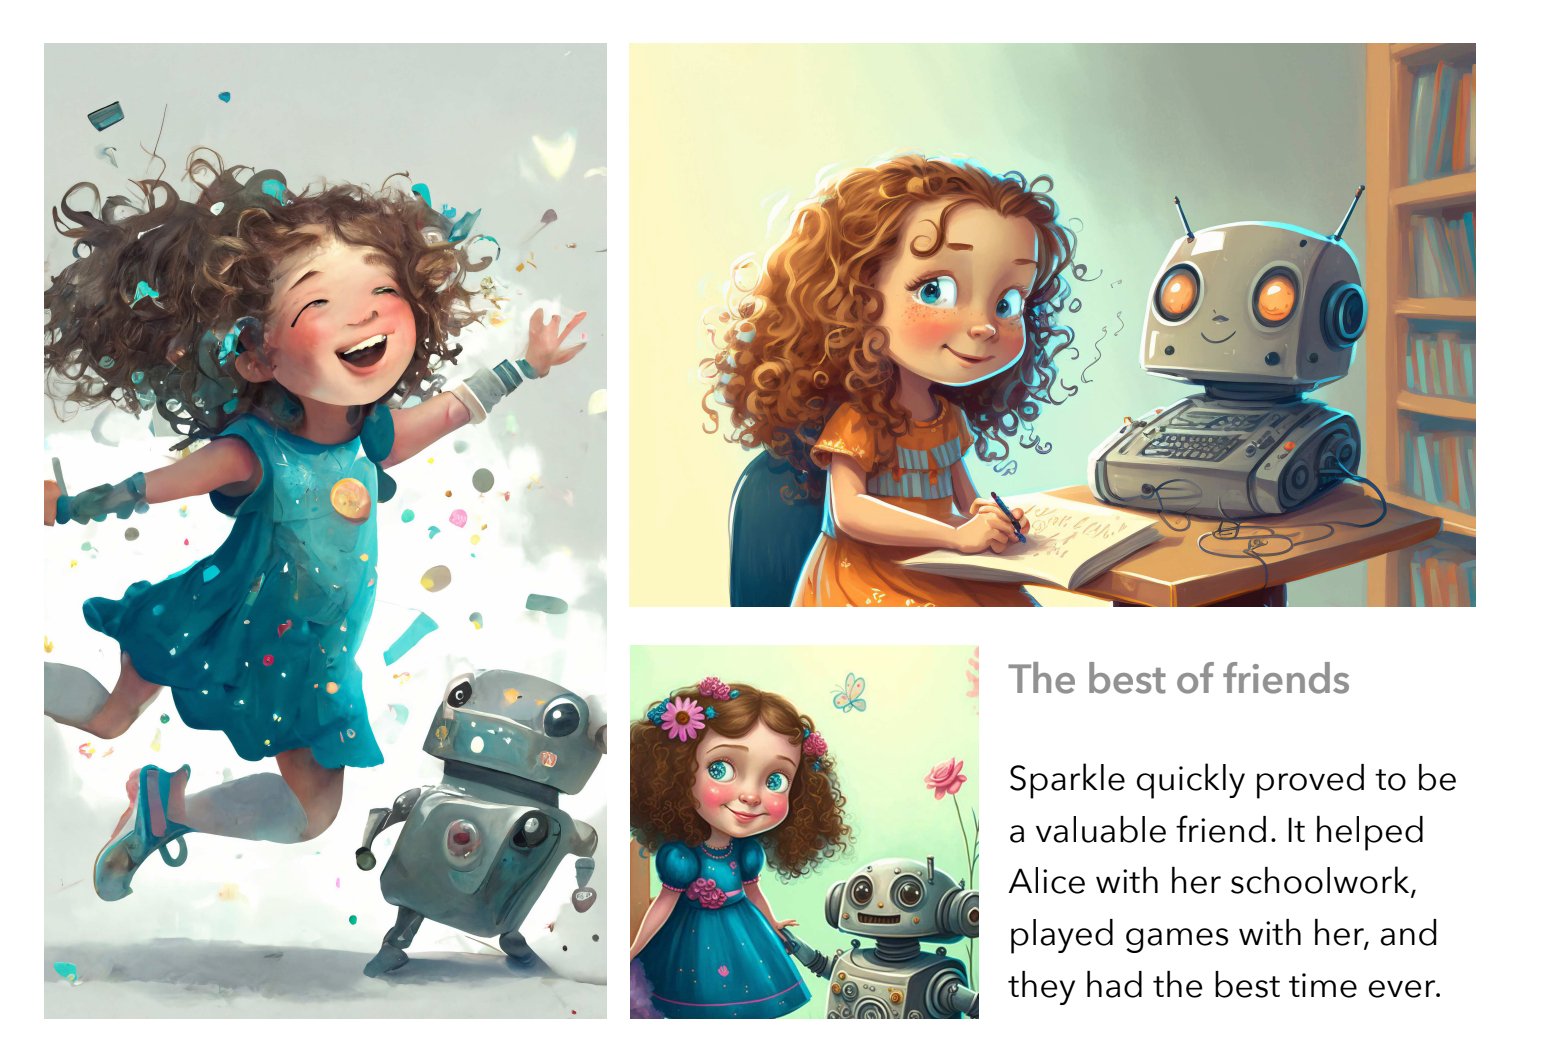 The best of friends
Sparkle quickly proved to be
a valuable friend. It helped
Alice with her schoolwork,
played games with her, and
they had the best time ever.